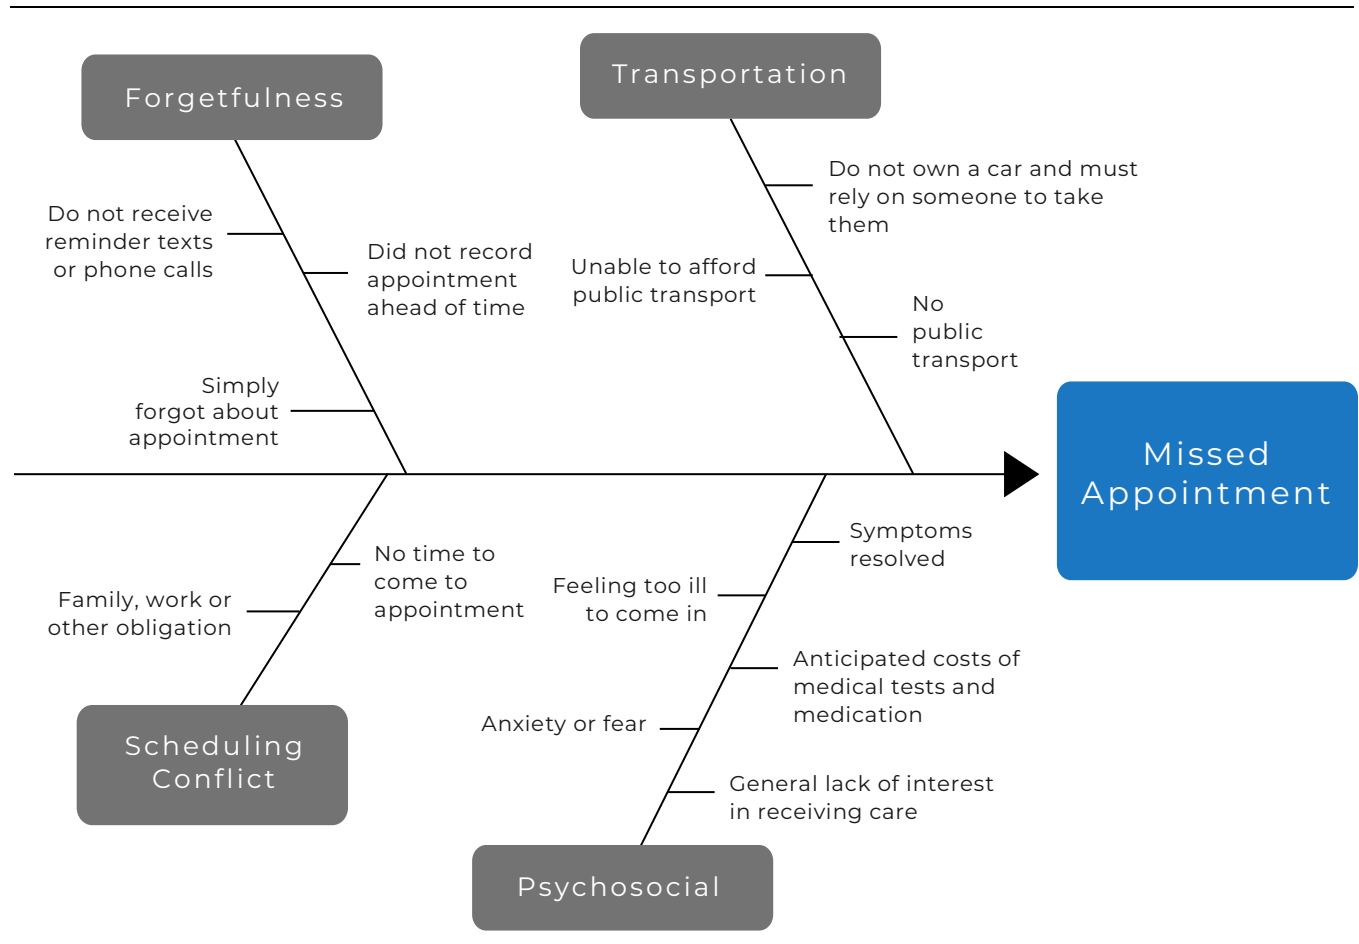 Forgetfulness
Transportation
Do not receive
reminder texts
or phone calls
Did not record
appointment
ahead of time
Simply
forgot about
appointment
Do not own a car and must
rely on someone to take
them
Unable to afford
public transport
No
public
transport
Missed
Appointment
No time to
come to
appointment
Family, work or
other obligation
Scheduling
Conflict
Symptoms
resolved
Feeling too ill
to come in
Anticipated costs of
medical tests and
medication
Anxiety or fear
General lack of interest
in receiving care
Psychosocial